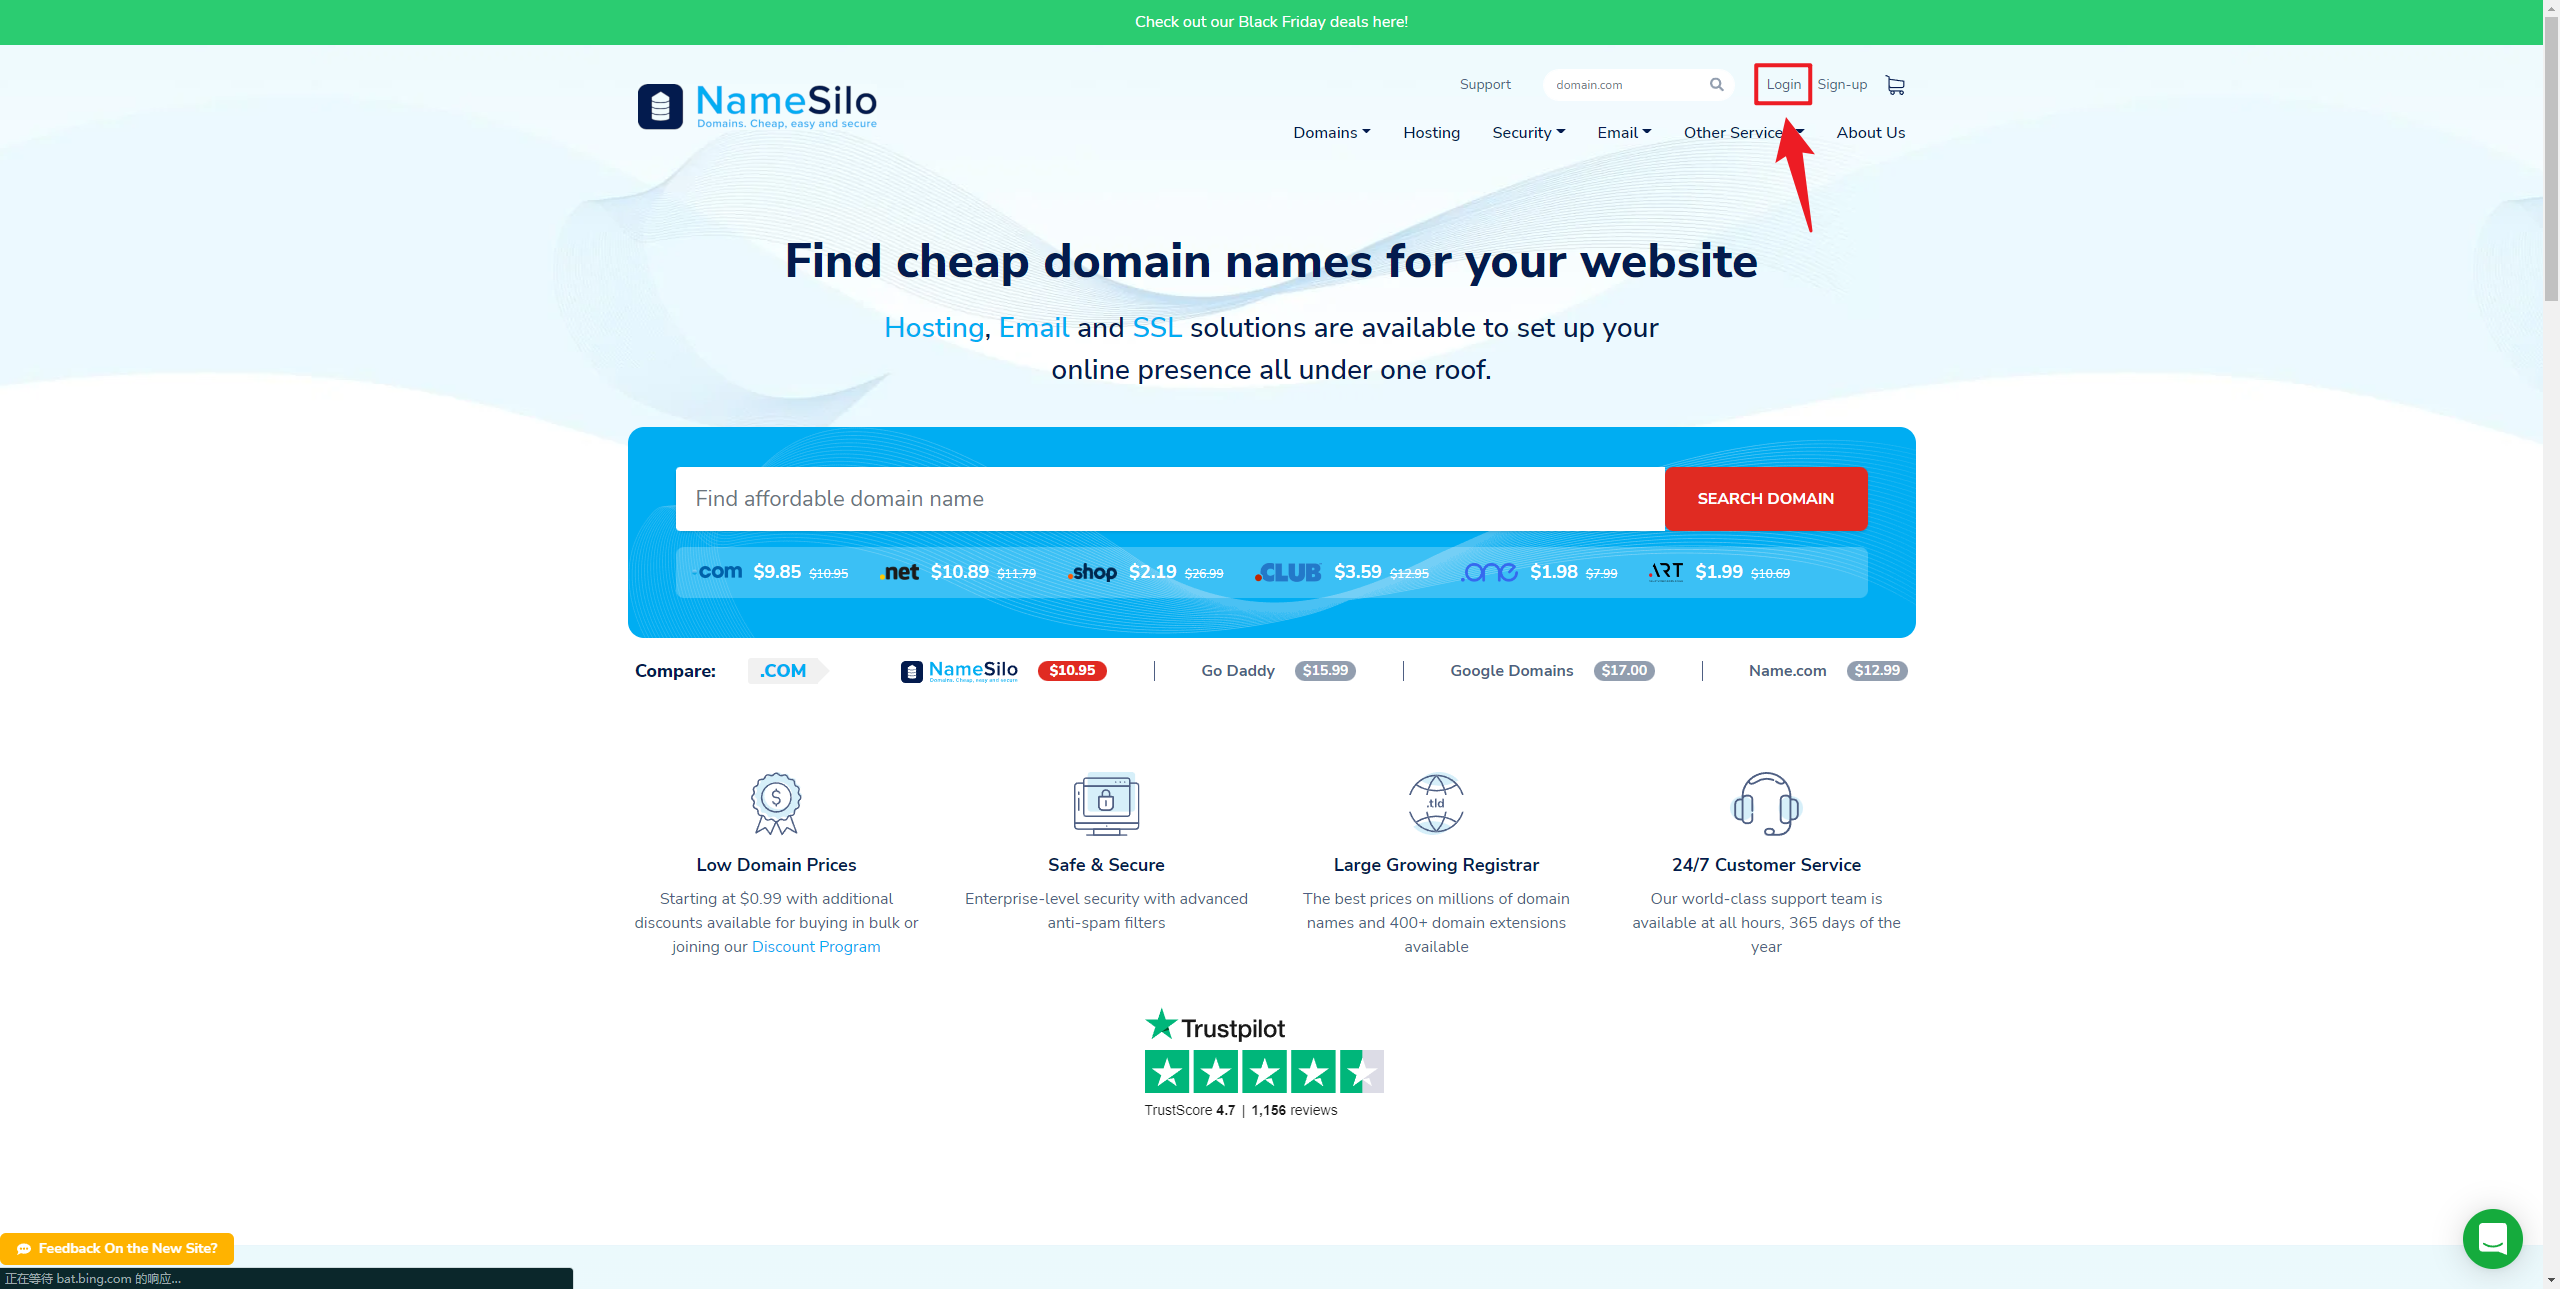 Check out our Black Friday deals here!
NameSilo
Domains. Cheap, easy and secure
Support
domain.com
Login
Sign-up
Domains
Hosting
Security
Email
Other Service
About Us
Find cheap domain names for your website
Hosting, Email and SSL solutions are available to set up your
online presence all under one roof.
Find affordable domain name
SEARCH DOMAIN
.com $9.85 $10.95 .net $10.89 $11.79 .shop $2.19 $26.99 .CLUB $3.59 $12.95 .one $1.98 $7.99 .ART $1.99 $10.69
Compare: .COM NameSilo $10.95 | Go Daddy $15.99 | Google Domains $17.00 | Name.com $12.99
Domains. Cheap, easy and secure
.tld
Low Domain Prices
Starting at $0.99 with additional
discounts available for buying in bulk or
joining our Discount Program
Safe & Secure
Enterprise-level security with advanced
anti-spam filters
Large Growing Registrar
The best prices on millions of domain
names and 400+ domain extensions
available
24/7 Customer Service
Our world-class support team is
available at all hours, 365 days of the
year
Trustpilot
TrustScore 4.7 | 1,156 reviews
Feedback On the New Site?
正在等待 bat.bing.com 的响应...